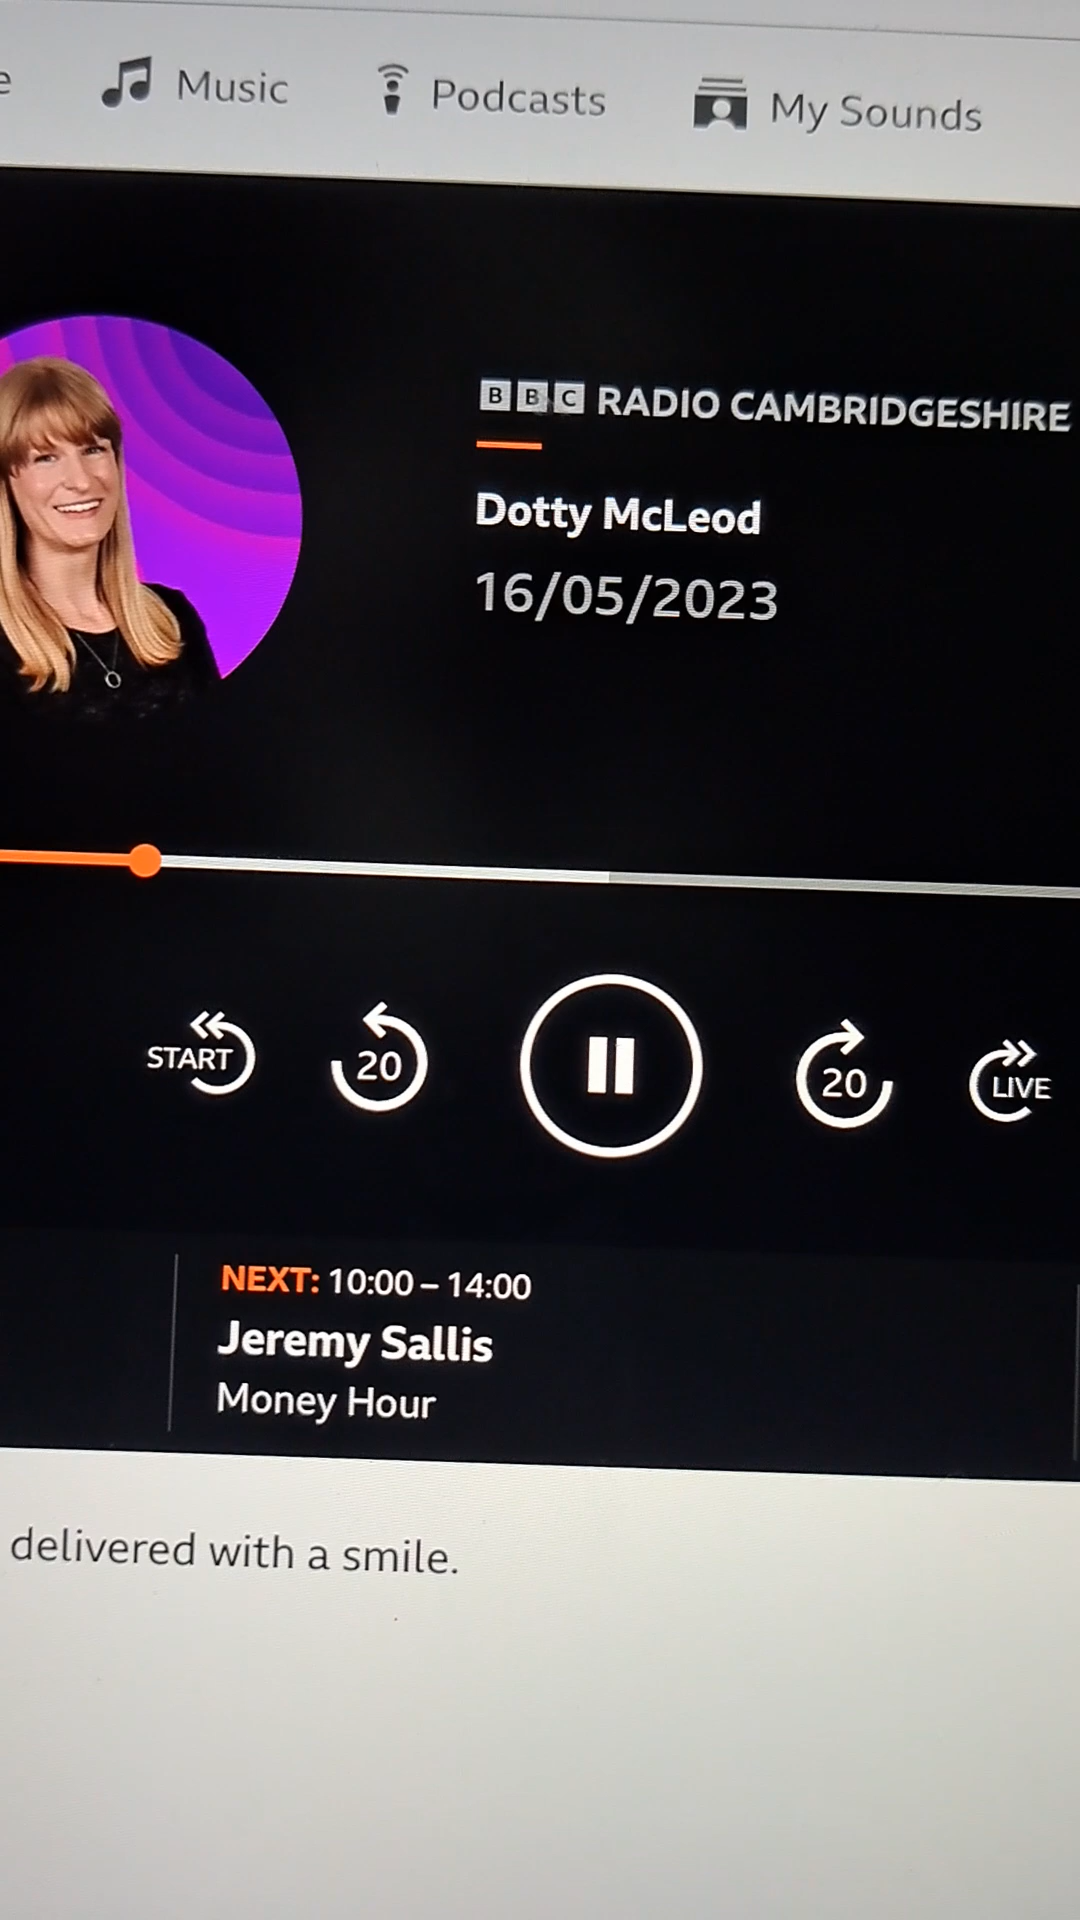 Music
Podcasts
My Sounds
BBC RADIO CAMBRIDGESHIRE
Dotty McLeod
16/05/2023
START
20
20
LIVE
NEXT: 10:00 – 14:00
Jeremy Sallis
Money Hour
delivered with a smile.